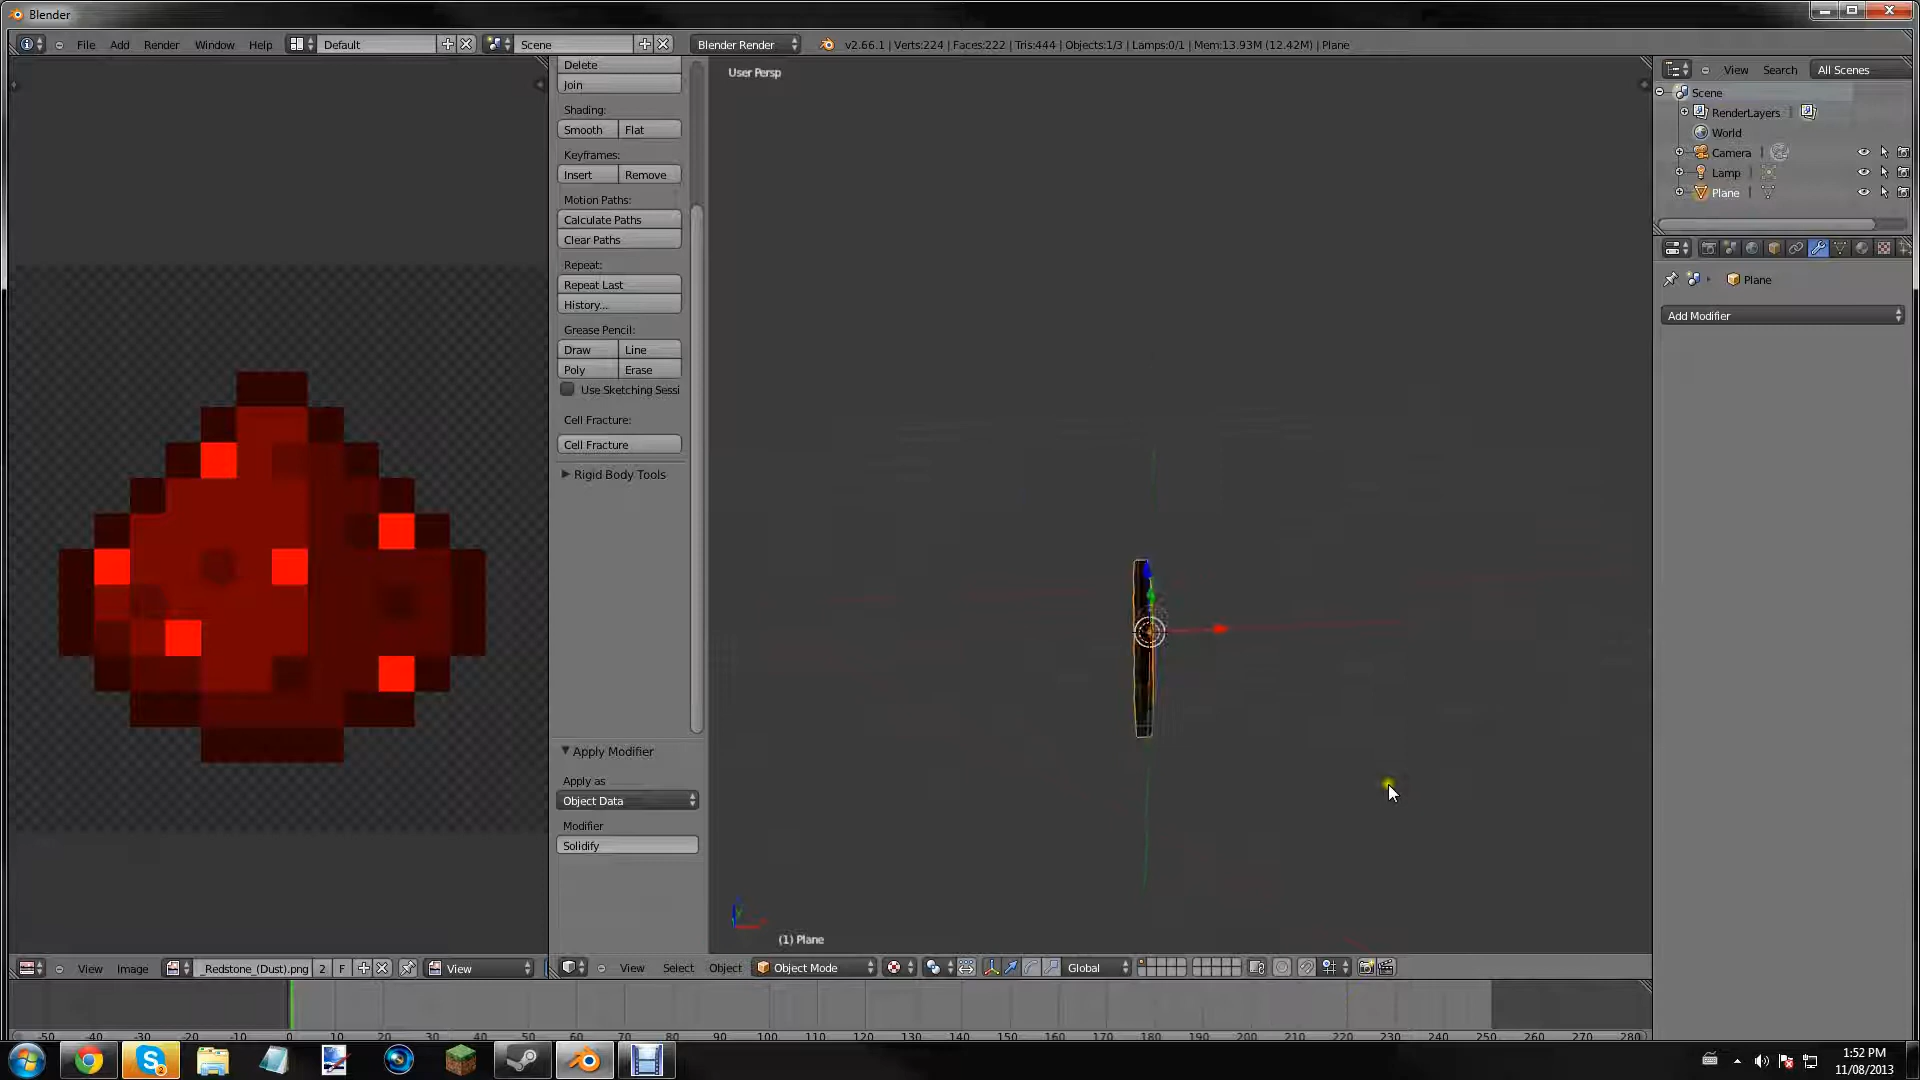 Blender
File Add Render Window Help Default Scene Blender Render v2.66.1 | Verts:224 | Faces:222 | Tris:444 | Objects:1/3 | Lamps:0/1 | Mem:13.93M (12.42M) | Plane
Delete
Join
Shading:
Smooth Flat
Keyframes:
Insert Remove
Motion Paths:
Calculate Paths
Clear Paths
Repeat:
Repeat Last
History...
Grease Pencil:
Draw Line
Poly Erase
Use Sketching Sessi
Cell Fracture:
Cell Fracture
Rigid Body Tools
Apply Modifier
Apply as
Object Data
Modifier
Solidify
User Persp
(1) Plane
View Search All Scenes
Scene
RenderLayers
World
Camera
Lamp
Plane
Plane
Add Modifier
View Image _Redstone_(Dust).png 2 F View
View Select Object Object Mode Global
-50 -40 -30 -20 -10 0 10 20 30 40 50 60 70 80 90 100 110 120 130 140 150 160 170 180 190 200 210 220 230 240 250 260 270 280
1:52 PM
11/08/2013